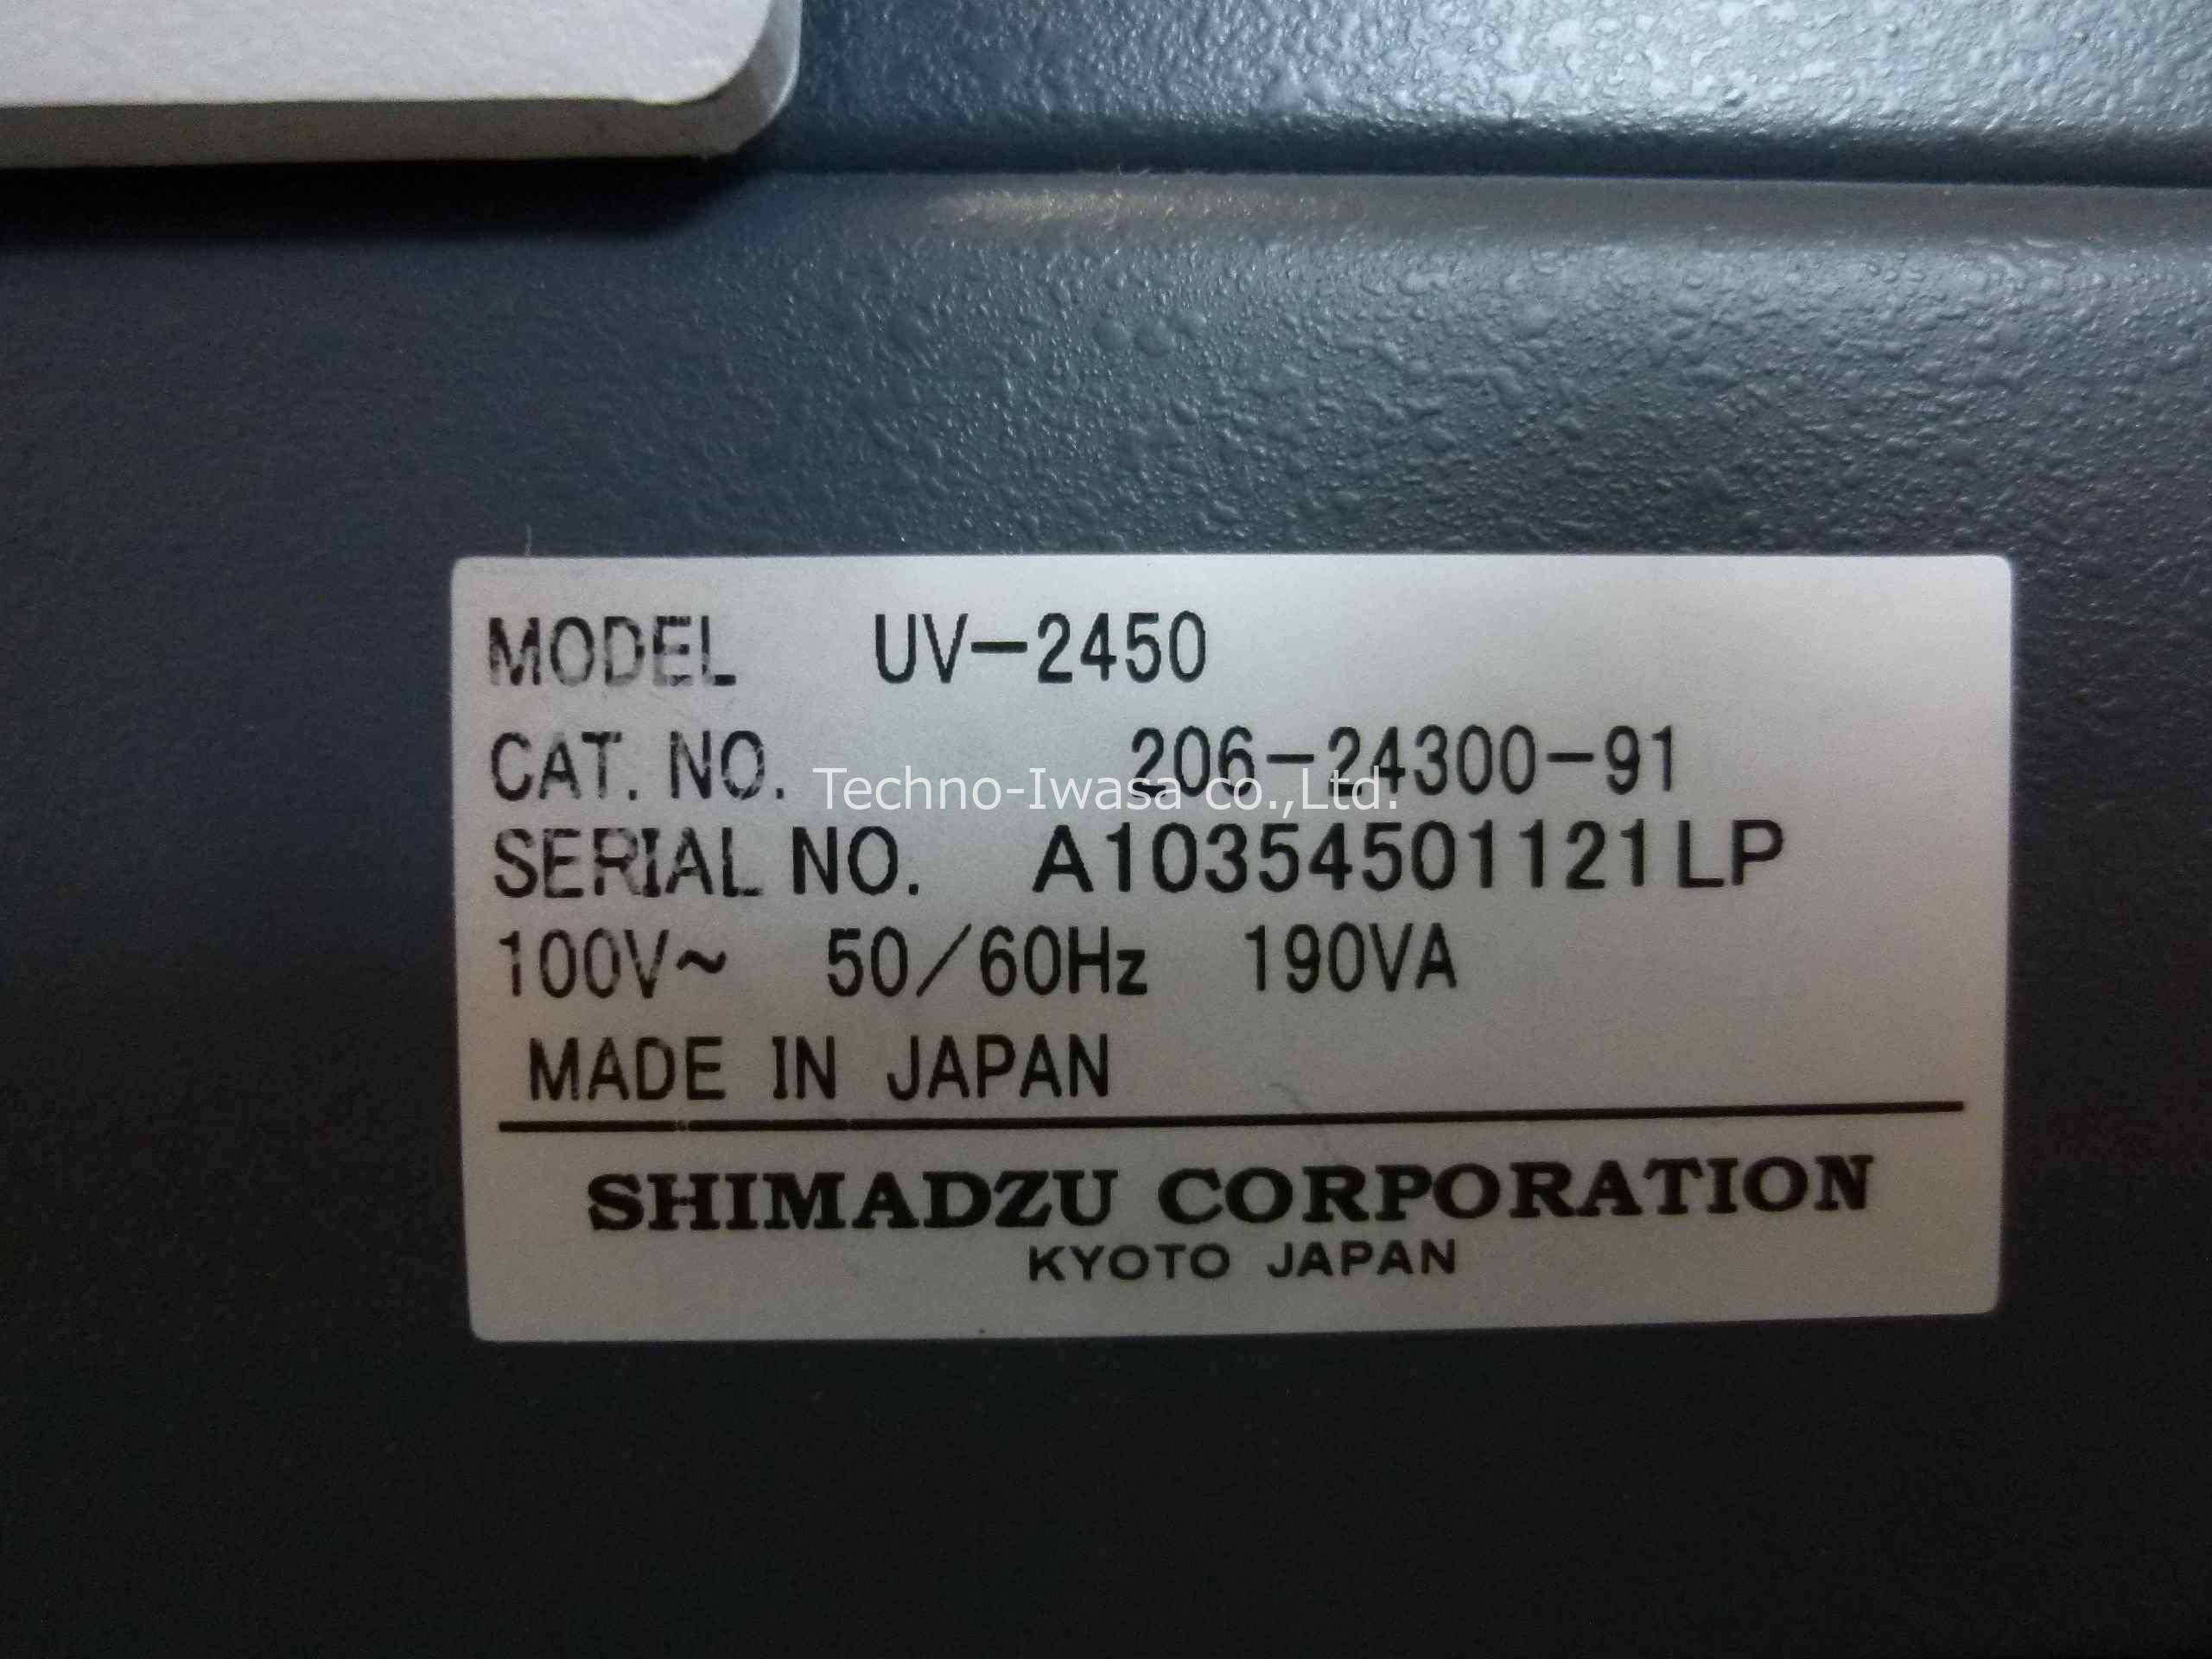 MODEL UV-2450
CAT. NO. 206-24300-91
Techno-Iwasa co.,Ltd.
SERIAL NO. A10354501121LP
100V~ 50/60Hz 190VA
MADE IN JAPAN
SHIMADZU CORPORATION
KYOTO JAPAN